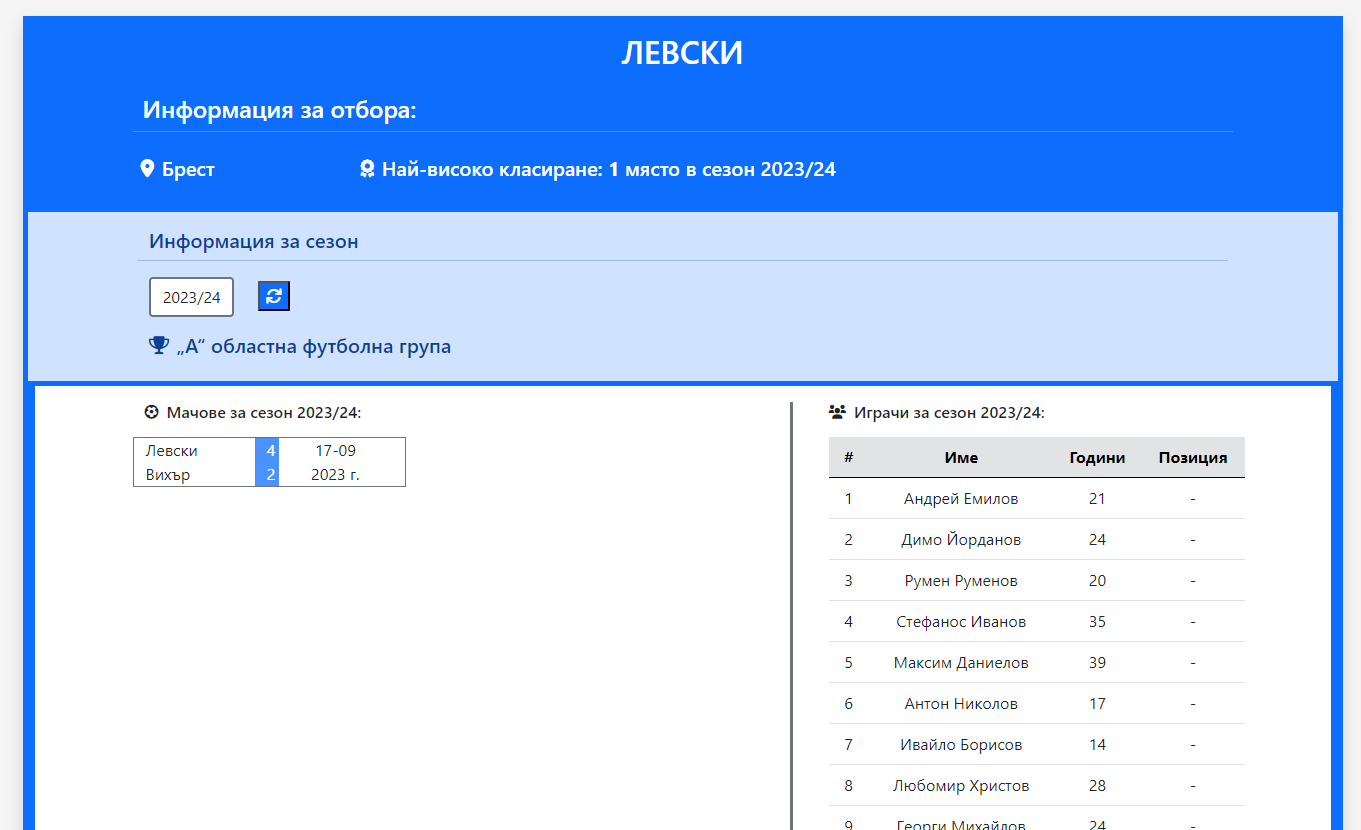 ЛЕВСКИ
Информация за отбора:
Брест
Най-високо класиране: 1 място в сезон 2023/24
Информация за сезон
2023/24
„А“ областна футболна група
Мачове за сезон 2023/24:
Левски 4 17-09
Вихър 2 2023 г.
Играчи за сезон 2023/24:
# Име Години Позиция
1 Андрей Емилов 21 -
2 Димо Йорданов 24 -
3 Румен Руменов 20 -
4 Стефанос Иванов 35 -
5 Максим Даниелов 39 -
6 Антон Николов 17 -
7 Ивайло Борисов 14 -
8 Любомир Христов 28 -
9 Георги Михайлов 24 -